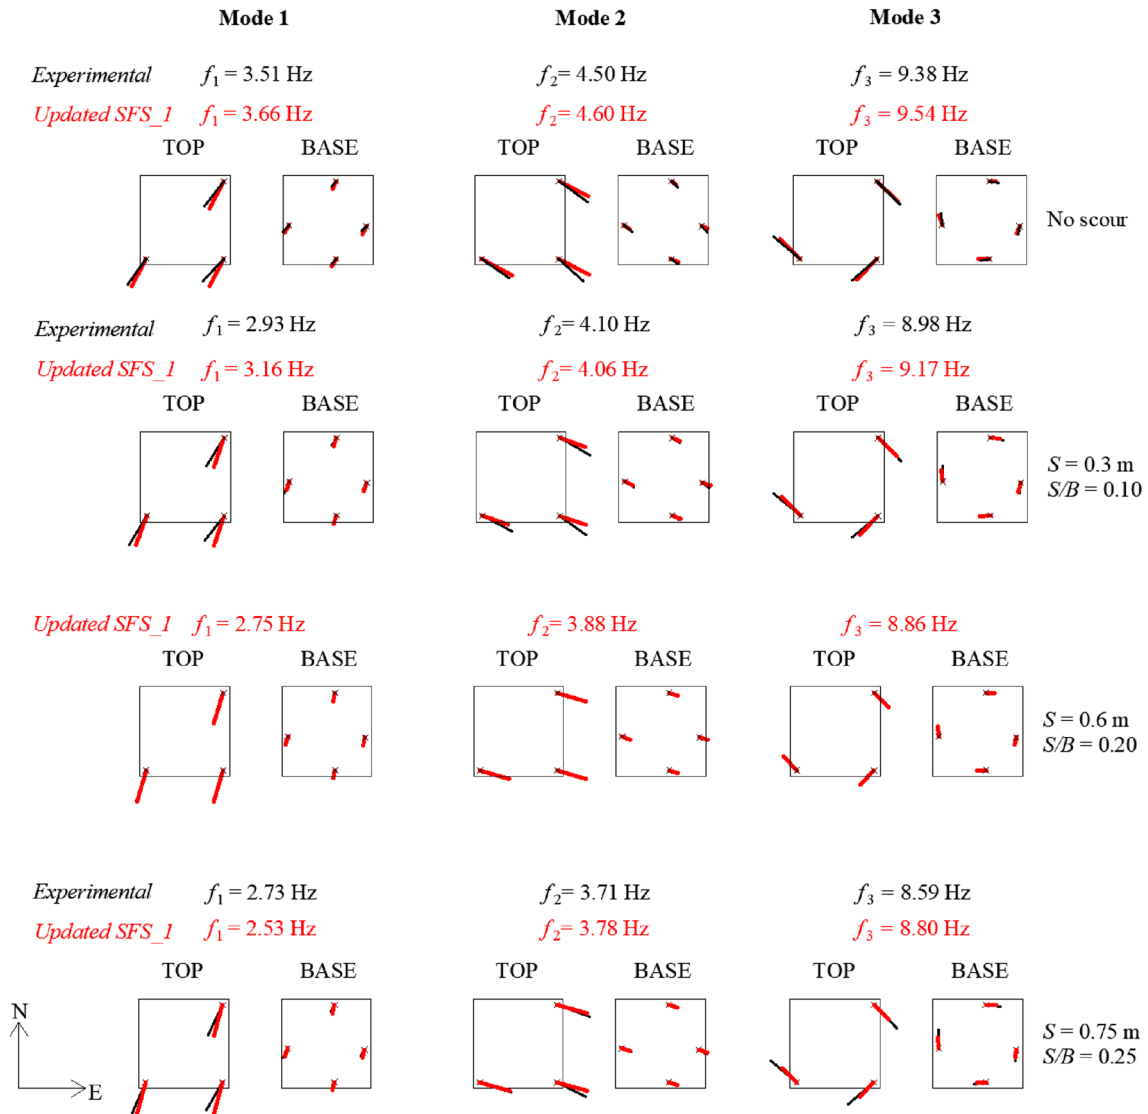 Mode 1 Mode 2 Mode 3
Experimental f1 = 3.51 Hz f2= 4.50 Hz f3 = 9.38 Hz
Updated SFS_1 f1 = 3.66 Hz f2= 4.60 Hz f3 = 9.54 Hz
TOP BASE TOP BASE TOP BASE
No scour
Experimental f1 = 2.93 Hz f2= 4.10 Hz f3 = 8.98 Hz
Updated SFS_1 f1 = 3.16 Hz f2= 4.06 Hz f3 = 9.17 Hz
TOP BASE TOP BASE TOP BASE
S = 0.3 m
S/B = 0.10
Updated SFS_1 f1 = 2.75 Hz f2= 3.88 Hz f3 = 8.86 Hz
TOP BASE TOP BASE TOP BASE
S = 0.6 m
S/B = 0.20
Experimental f1 = 2.73 Hz f2= 3.71 Hz f3 = 8.59 Hz
Updated SFS_1 f1 = 2.53 Hz f2= 3.78 Hz f3 = 8.80 Hz
TOP BASE TOP BASE TOP BASE
N
S = 0.75 m
S/B = 0.25
E